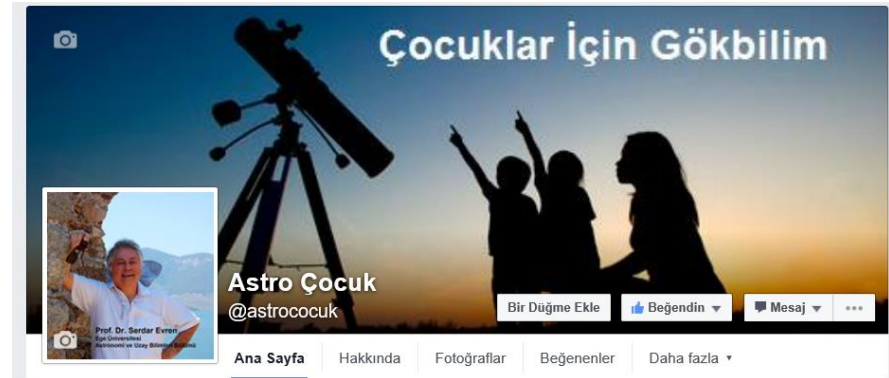 Çocuklar İçin Gökbilim
Prof. Dr. Serdar Evren
Ege Üniversitesi
Astronomi ve Uzay Bilimleri Bölümü
Astro Çocuk
@astrococuk
Bir Düğme Ekle Beğendin Mesaj
Ana Sayfa Hakkında Fotoğraflar Beğenenler Daha fazla